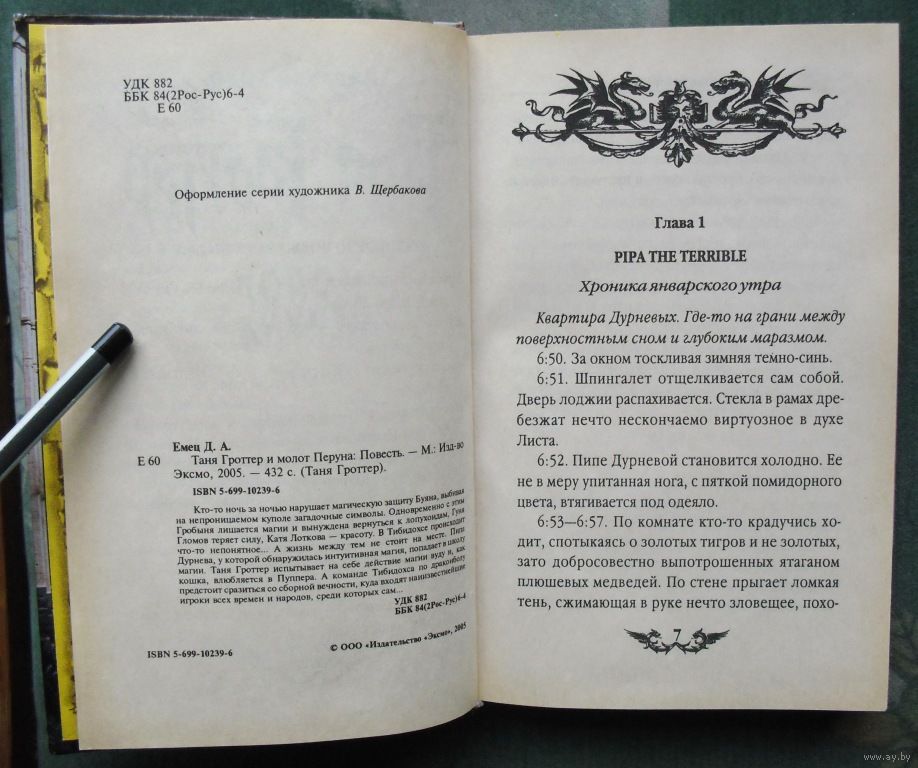 УДК 882
ББК 84(2Рос-Рус)6-4
Е 60
Оформление серии художника В. Щербакова
Емец Д. А.
Е 60 Таня Гроттер и молот Перуна: Повесть. — М.: Изд-во
Эксмо, 2005. — 432 с. (Таня Гроттер).
ISBN 5-699-10239-6
Кто-то ночь за ночью нарушает магическую защиту Буяна, выбивая
на непроницаемом куполе загадочные символы. Одновременно с этим
Гробыня лишается магии и вынуждена вернуться к лопухоидам, Гуня
Гломов теряет силу, Катя Лоткова — красоту. В Тибидохсе происходит
что-то непонятное... А жизнь между тем не стоит на месте. Пипе
Дурнева, у которой обнаружилась интуитивная магия, попадает в школу
магии. Таня Гроттер испытывает на себе действие магии вуду и, как
кошка, влюбляется в Пуппера. А команде Тибидохса по драконболу
предстоит сразиться со сборной вечности, куда входят наиизвестнейшие
игроки всех времен и народов, среди которых сам...
УДК 882
ББК 84(2Рос-Рус)6-4
ISBN 5-699-10239-6
© ООО «Издательство «Эксмо», 2005
Глава 1
PIPA THE TERRIBLE
Хроника январского утра
Квартира Дурневых. Где-то на грани между
поверхностным сном и глубоким маразмом.
6:50. За окном тоскливая зимняя темно-синь.
6:51. Шпингалет отщелкивается сам собой.
Дверь лоджии распахивается. Стекла в рамах дре-
безжат нечто нескончаемо виртуозное в духе
Листа.
6:52. Пипе Дурневой становится холодно. Ее
не в меру упитанная нога, с пяткой помидорного
цвета, втягивается под одеяло.
6:53—6:57. По комнате кто-то крадучись хо-
дит, спотыкаясь о золотых тигров и не золотых,
зато добросовестно выпотрошенных ятаганом
плюшевых медведей. По стене прыгает ломкая
тень, сжимающая в руке нечто зловещее, похо-
7
www.ay.by